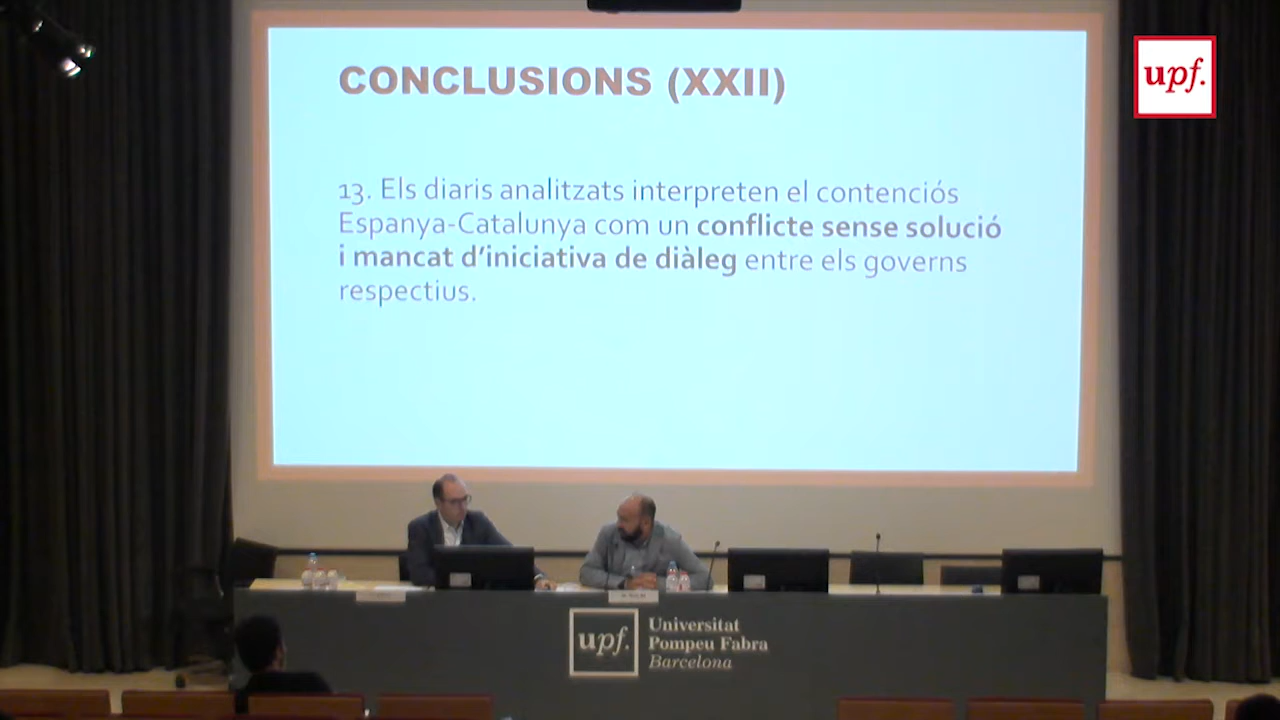 CONCLUSIONS (XXII)
upf.
13. Els diaris analitzats interpreten el contenciós
Espanya-Catalunya com un conflicte sense solució
i mancat d'iniciativa de diàleg entre els governs
respectius.
upf.
Universitat
Pompeu Fabra
Barcelona